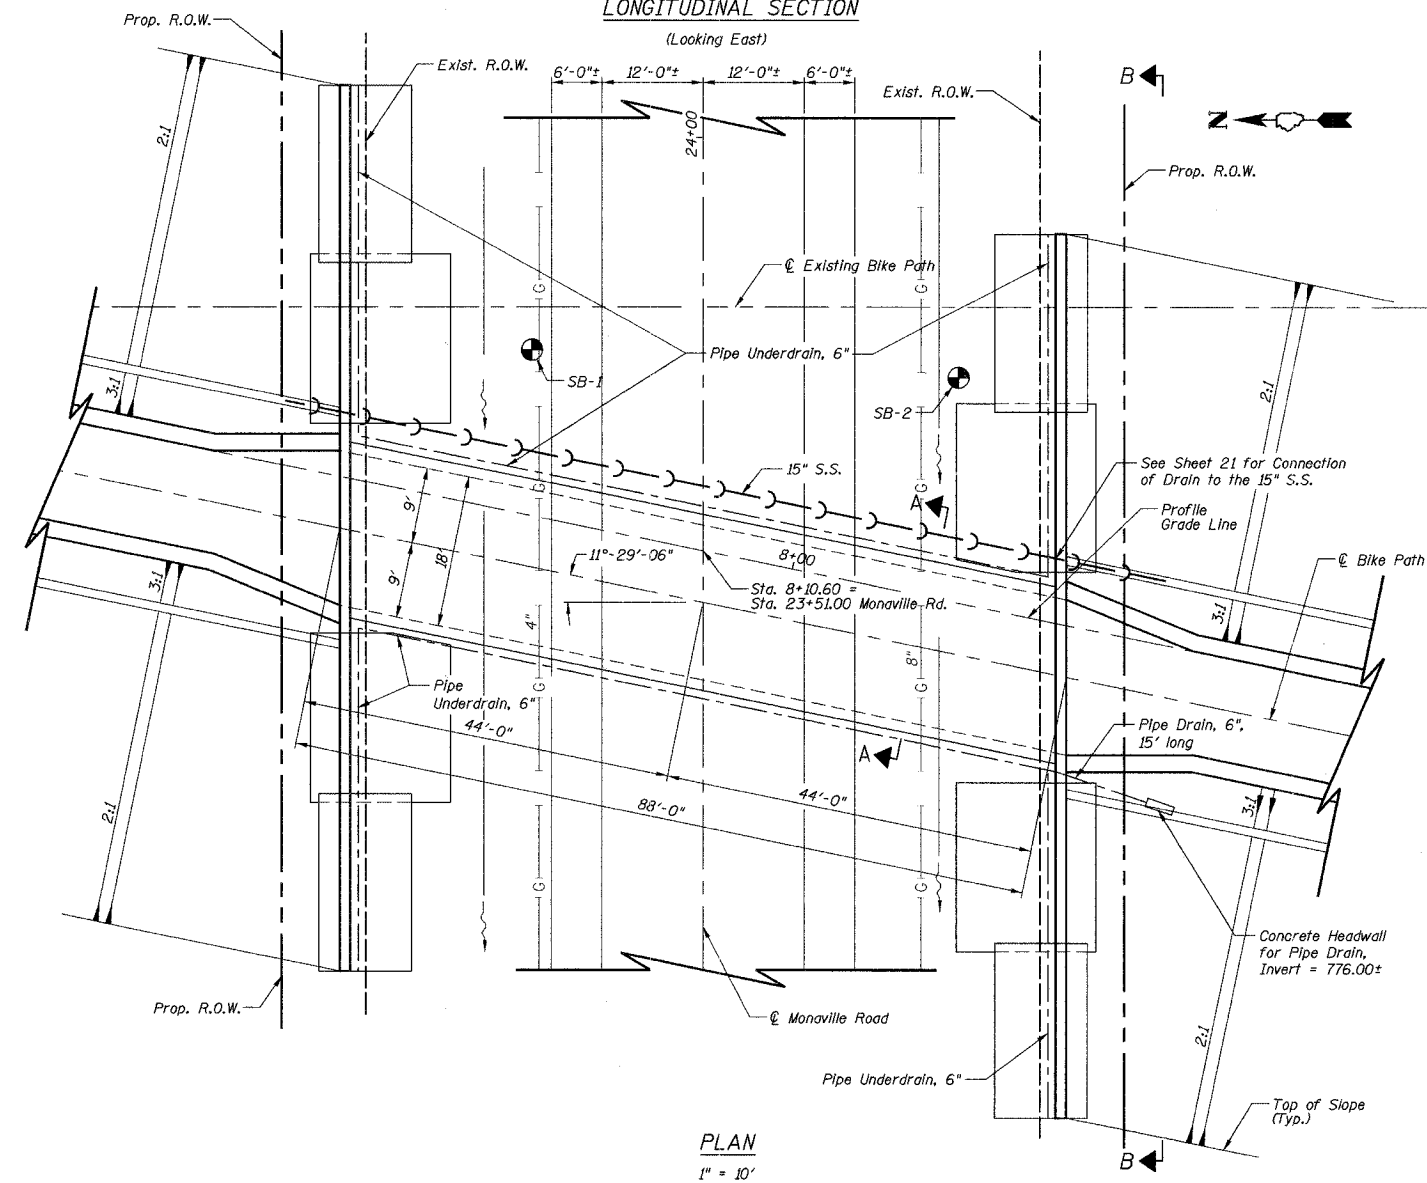 LONGITUDINAL SECTION
(Looking East)
Prop. R.O.W.
Exist. R.O.W.
6'-0"±
12'-0"±
12'-0"±
6'-0"±
24+00
Exist. R.O.W.
B
N
Prop. R.O.W.
2:1
℄ Existing Bike Path
G
G
SB-1
Pipe Underdrain, 6"
SB-2
2:1
3:1
15" S.S.
G
G
A
See Sheet 21 for Connection
of Drain to the 15" S.S.
Profile
Grade Line
℄ Bike Path
9'
18'
9'
11°-29'-06"
8+00
Sta. 8+10.60 =
Sta. 23+51.00 Monaville Rd.
3:1
3:1
4"
8"
G
G
Pipe
Underdrain, 6"
44'-0"
A
Pipe Drain, 6",
15' long
44'-0"
88'-0"
3:1
2:1
G
G
Concrete Headwall
for Pipe Drain,
Invert = 776.00±
Prop. R.O.W.
℄ Monaville Road
2:1
Pipe Underdrain, 6"
Top of Slope
(Typ.)
B
PLAN
1" = 10'